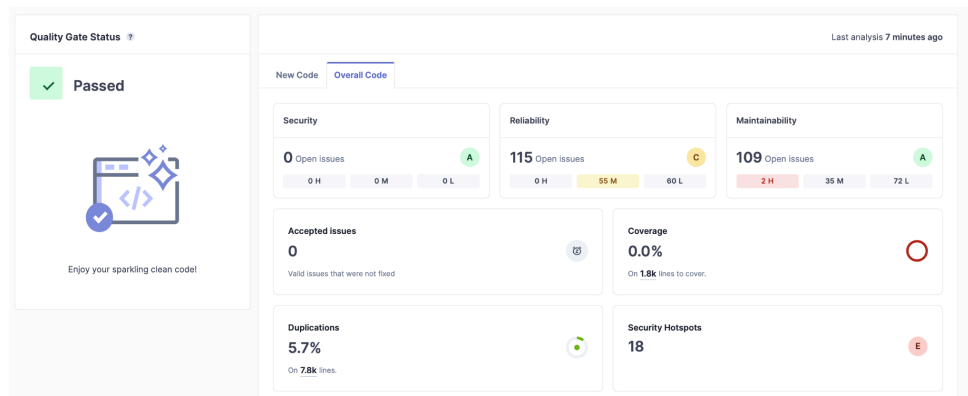 Quality Gate Status ?
Passed
Enjoy your sparkling clean code!
Last analysis 7 minutes ago
New Code Overall Code
Security
0 Open issues A
0 H 0 M 0 L
Reliability
115 Open issues C
0 H 55 M 60 L
Maintainability
109 Open issues A
2 H 35 M 72 L
Accepted issues
0
Valid issues that were not fixed
Coverage
0.0%
On 1.8k lines to cover.
Duplications
5.7%
On 7.8k lines.
Security Hotspots
18 E